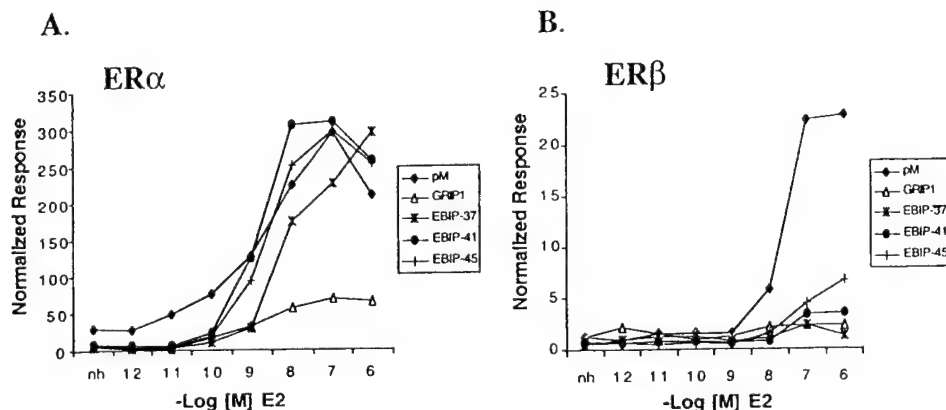 A.
ERα
350
300
250
200
150
100
50
0
Normalized Response
nh 12 11 10 9 8 7 6
-Log [M] E2
pM
GRIP1
EBIP-37
EBIP-41
EBIP-45
B.
ERβ
25
20
15
10
5
0
Normalized Response
nh 12 11 10 9 8 7 6
-Log [M] E2
pM
GRIP1
EBIP-37
EBIP-41
EBIP-45